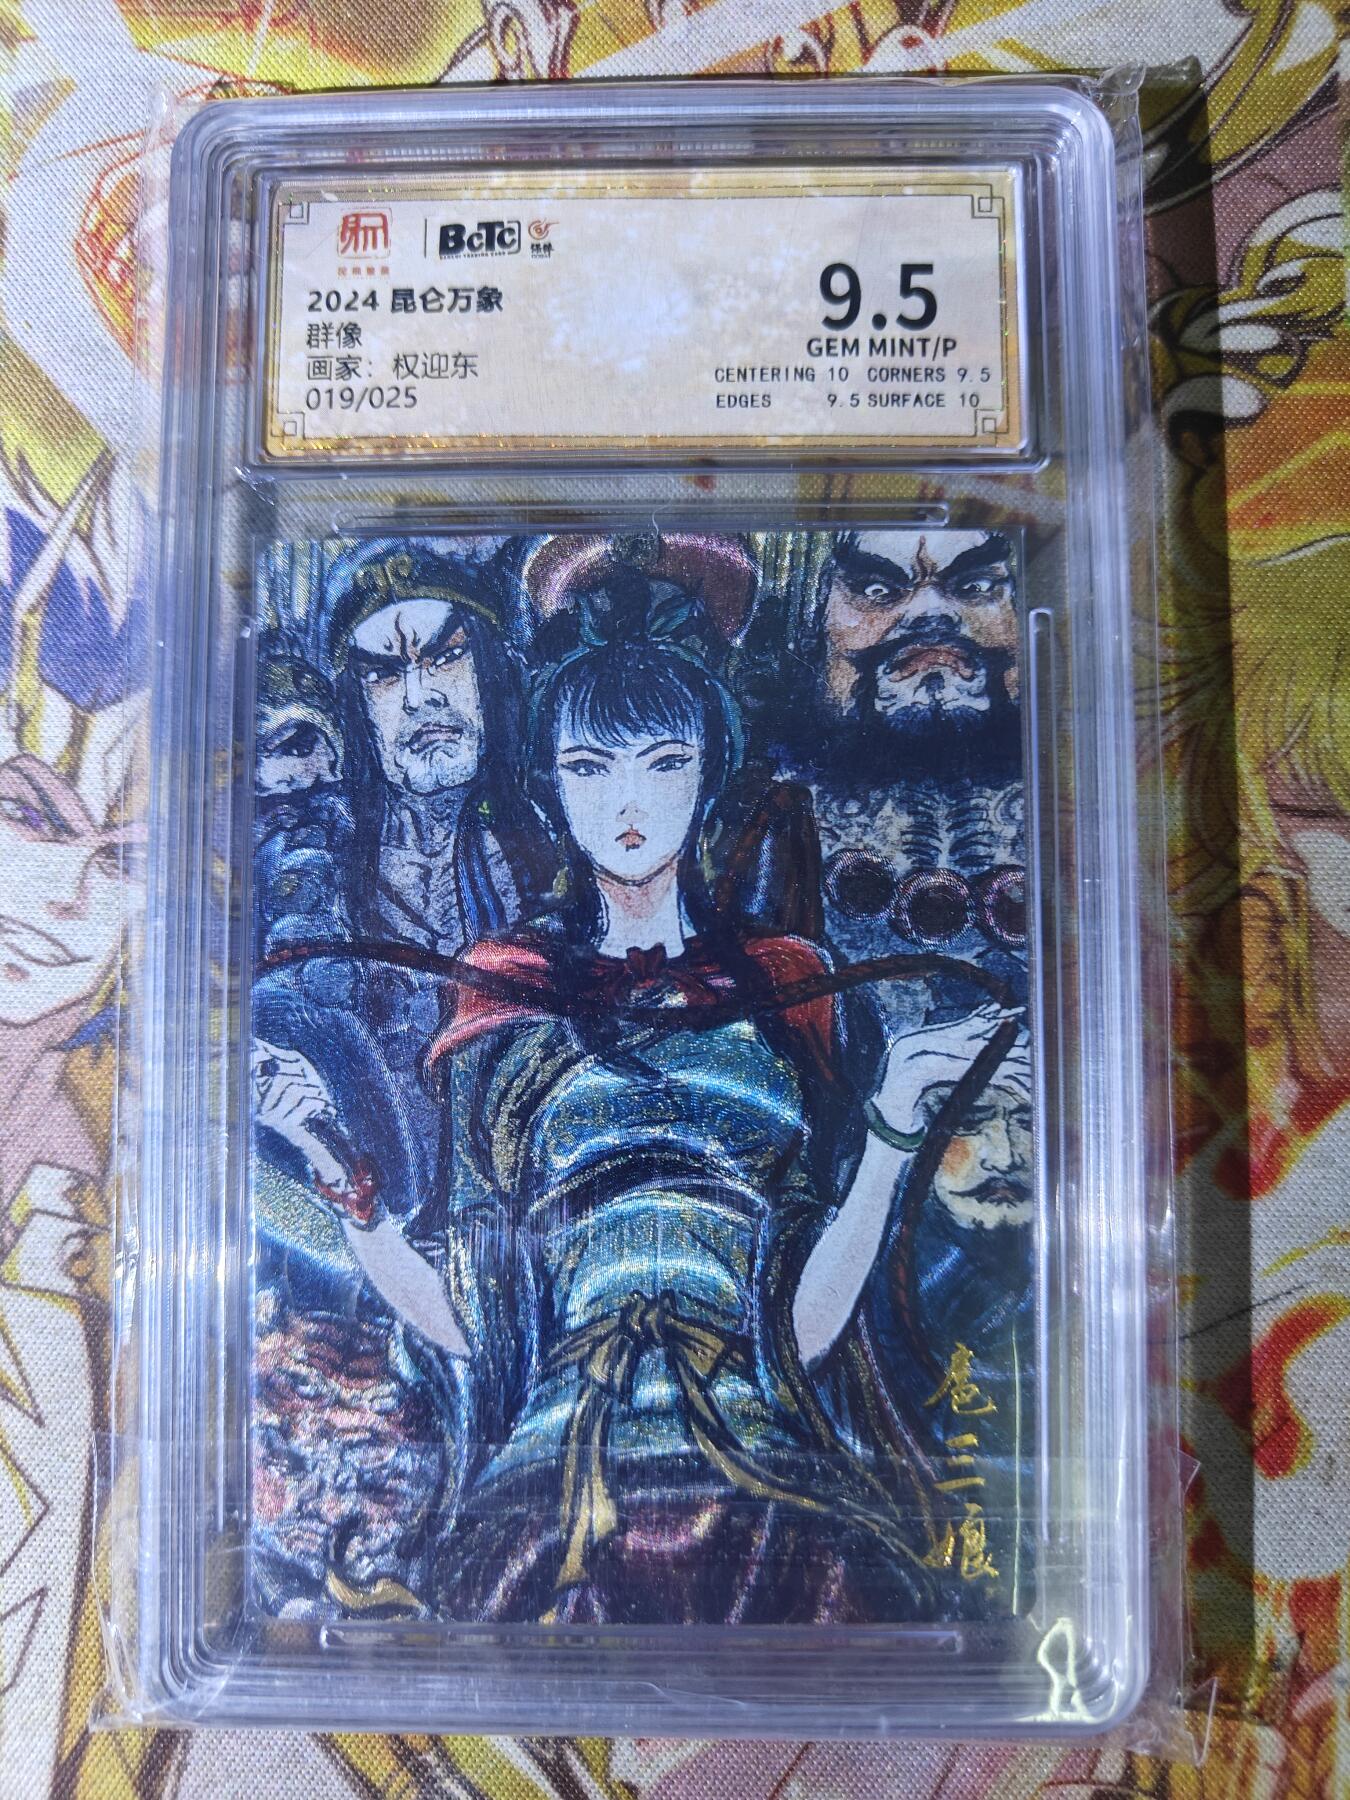 BCTC
2024 昆仑万象
群像
画家：权迎东
019/025
9.5
GEM MINT/P
CENTERING 10 CORNERS 9.5
EDGES 9.5 SURFACE 10
扈三娘